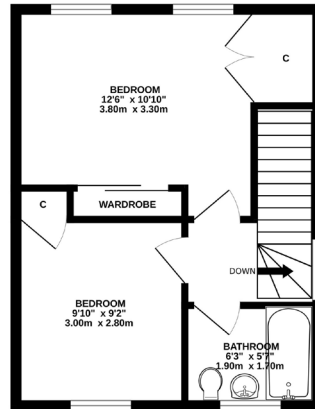 BEDROOM
12'6" x 10'10"
3.80m x 3.30m
C
C
WARDROBE
DOWN
BEDROOM
9'10" x 9'2"
3.00m x 2.80m
BATHROOM
6'3" x 5'7"
1.90m x 1.70m